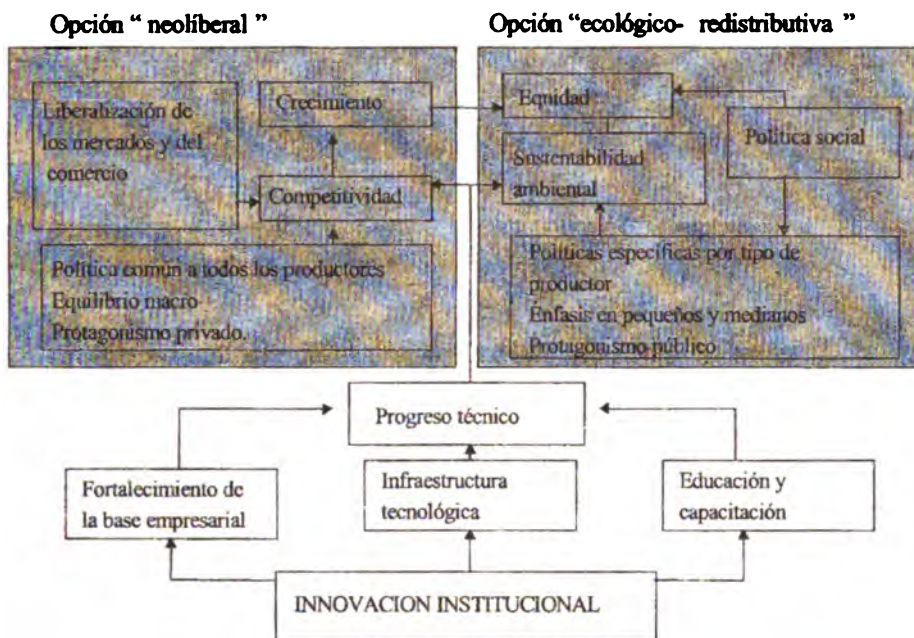 Opción “ neoliberal ”
Opción “ecológico- redistributiva ”
Liberalización de
los mercados y del
comercio
Crecimiento
Competitividad
Política común a todos los productores
Equilibrio macro
Protagonismo privado.
Equidad
Sustentabilidad
ambiental
Política social
Políticas específicas por tipo de
productor
Énfasis en pequeños y medianos
Protagonismo público
Progreso técnico
Fortalecimiento de
la base empresarial
Infraestructura
tecnológica
Educación y
capacitación
INNOVACION INSTITUCIONAL